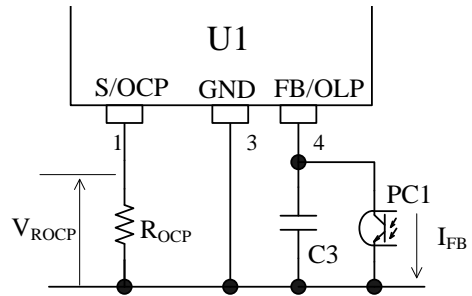 U1
S/OCP GND FB/OLP
1 3 4
PC1
V_ROCP R_OCP C3 I_FB